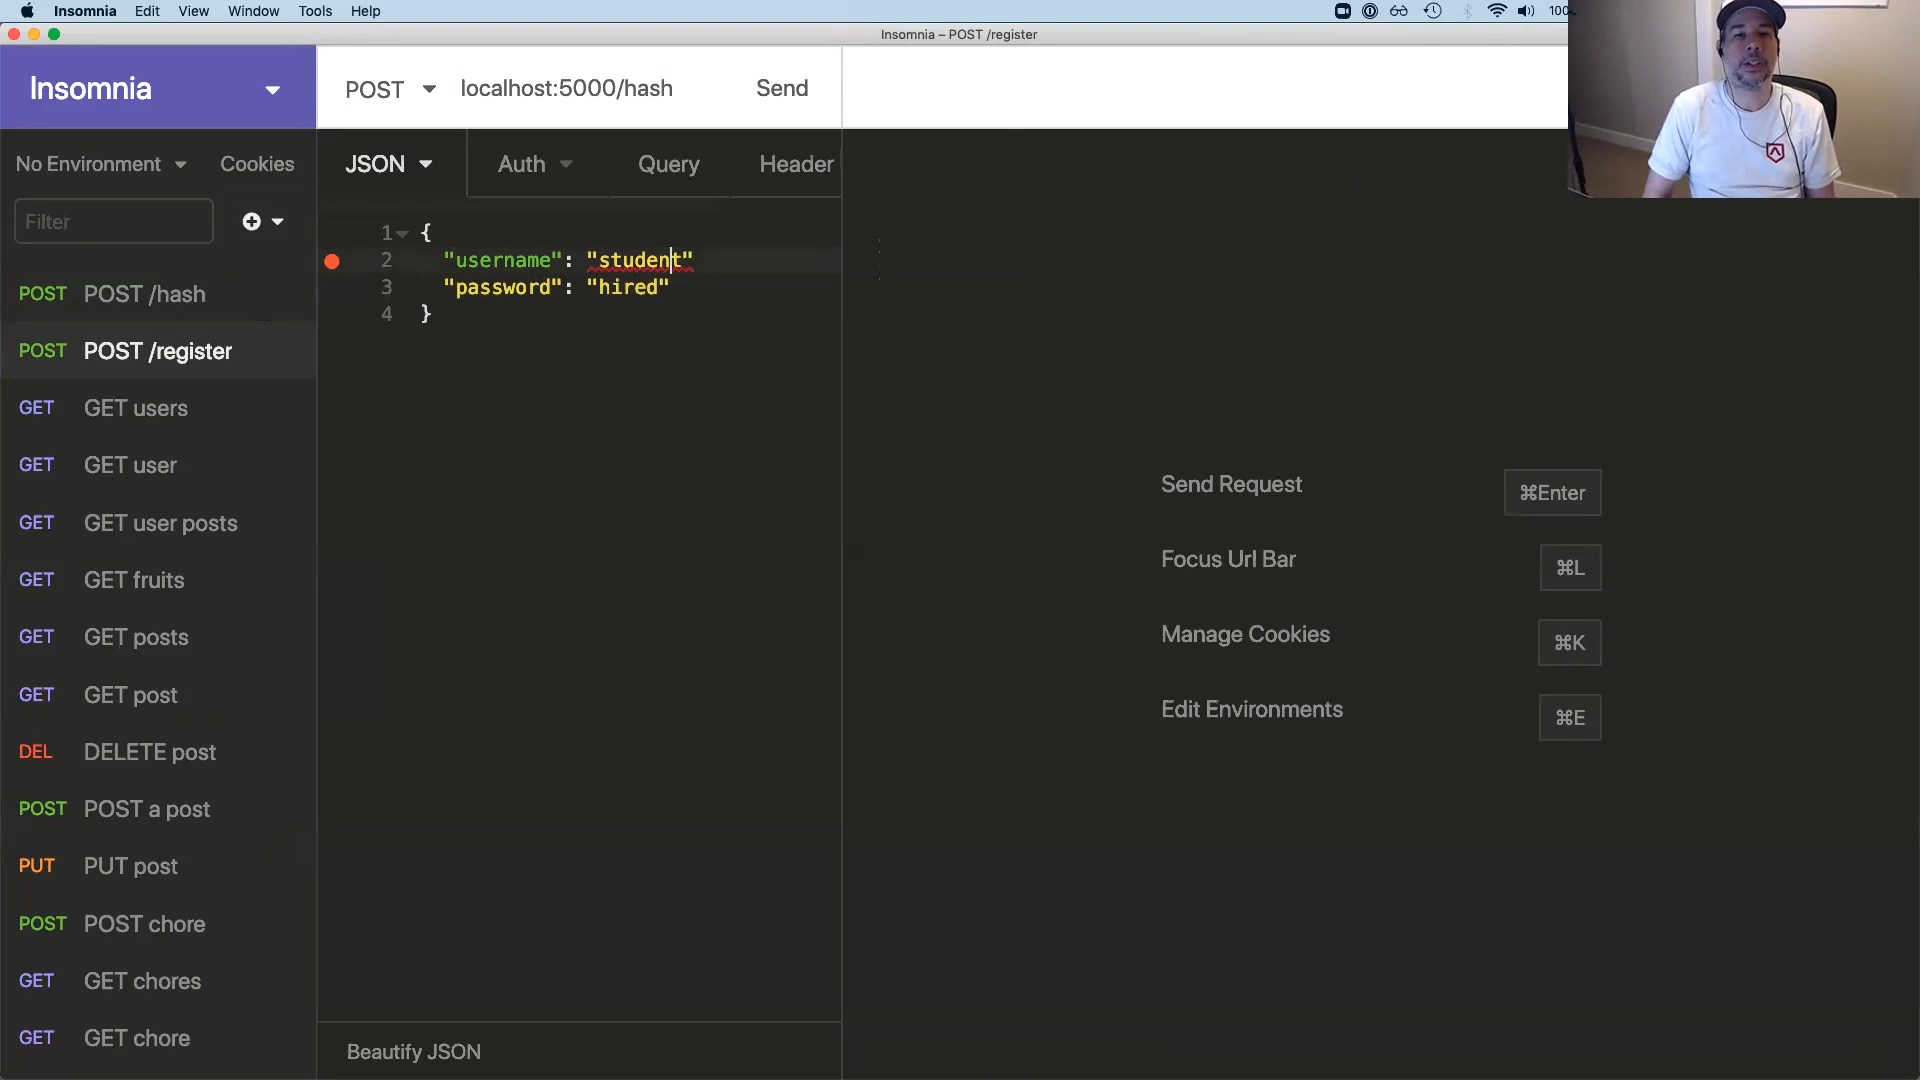 Insomnia Edit View Window Tools Help
100%
Insomnia – POST /register
Insomnia
POST localhost:5000/hash Send
No Environment Cookies
JSON Auth Query Header
Filter
1 {
2 "username": "student"
3 "password": "hired"
4 }
POST POST /hash
POST POST /register
GET GET users
GET GET user
GET GET user posts
GET GET fruits
GET GET posts
GET GET post
DEL DELETE post
POST POST a post
PUT PUT post
POST POST chore
GET GET chores
GET GET chore
Send Request ⌘Enter
Focus Url Bar ⌘L
Manage Cookies ⌘K
Edit Environments ⌘E
Beautify JSON